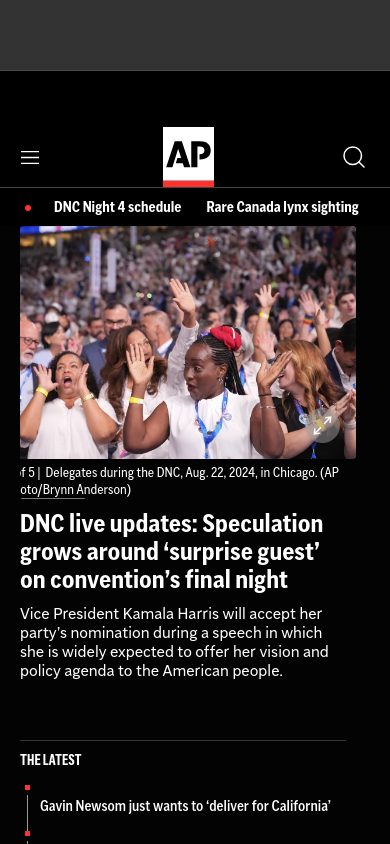 AP
DNC Night 4 schedule Rare Canada lynx sighting
of 5 | Delegates during the DNC, Aug. 22, 2024, in Chicago. (AP
oto/Brynn Anderson)
DNC live updates: Speculation
grows around ‘surprise guest’
on convention’s final night
Vice President Kamala Harris will accept her
party’s nomination during a speech in which
she is widely expected to offer her vision and
policy agenda to the American people.
THE LATEST
Gavin Newsom just wants to ‘deliver for California’